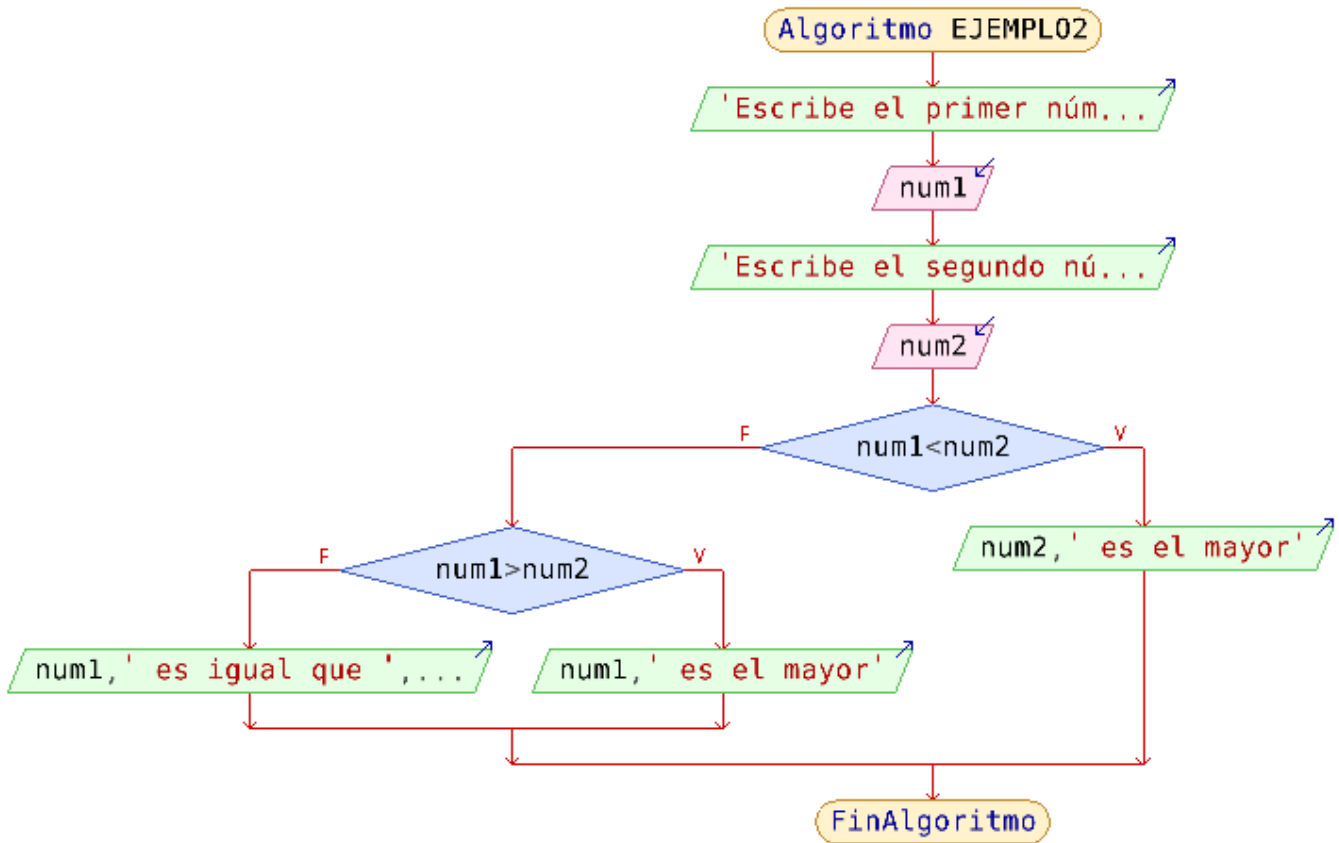 Algoritmo EJEMPLO2
'Escribe el primer núm...
num1
'Escribe el segundo nú...
num2
num1<num2
F
V
num2,' es el mayor'
num1>num2
F
V
num1,' es igual que ',...
num1,' es el mayor'
FinAlgoritmo